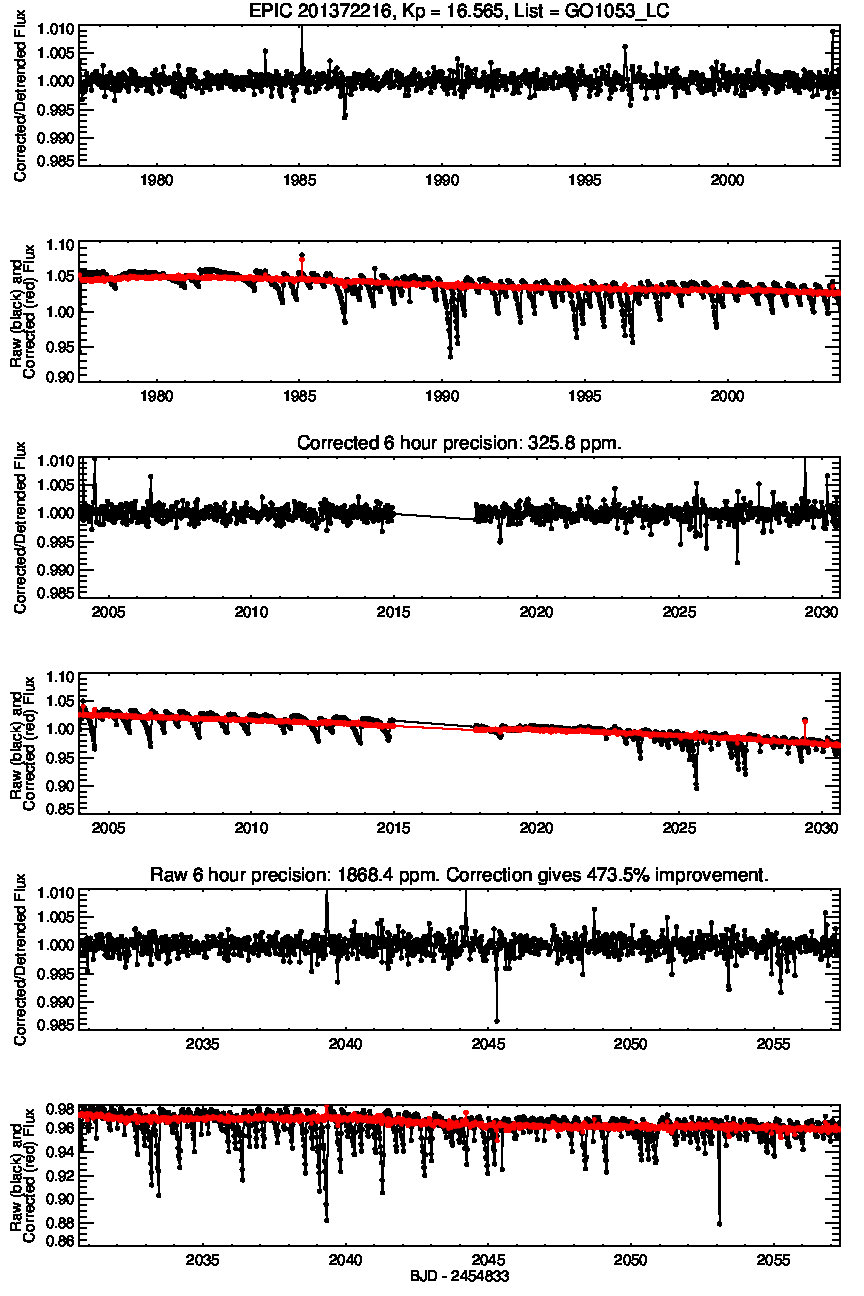 EPIC 201372216, Kp = 16.565, List = GO1053_LC
Corrected/Detrended Flux
1.010
1.005
1.000
0.995
0.990
0.985
1980 1985 1990 1995 2000
Raw (black) and
Corrected (red) Flux
1.10
1.05
1.00
0.95
0.90
1980 1985 1990 1995 2000
Corrected 6 hour precision: 325.8 ppm.
Corrected/Detrended Flux
1.010
1.005
1.000
0.995
0.990
0.985
2005 2010 2015 2020 2025 2030
Raw (black) and
Corrected (red) Flux
1.10
1.05
1.00
0.95
0.90
0.85
2005 2010 2015 2020 2025 2030
Raw 6 hour precision: 1868.4 ppm. Correction gives 473.5% improvement.
Corrected/Detrended Flux
1.010
1.005
1.000
0.995
0.990
0.985
2035 2040 2045 2050 2055
Raw (black) and
Corrected (red) Flux
0.98
0.96
0.94
0.92
0.90
0.88
0.86
2035 2040 2045 2050 2055
BJD - 2454833